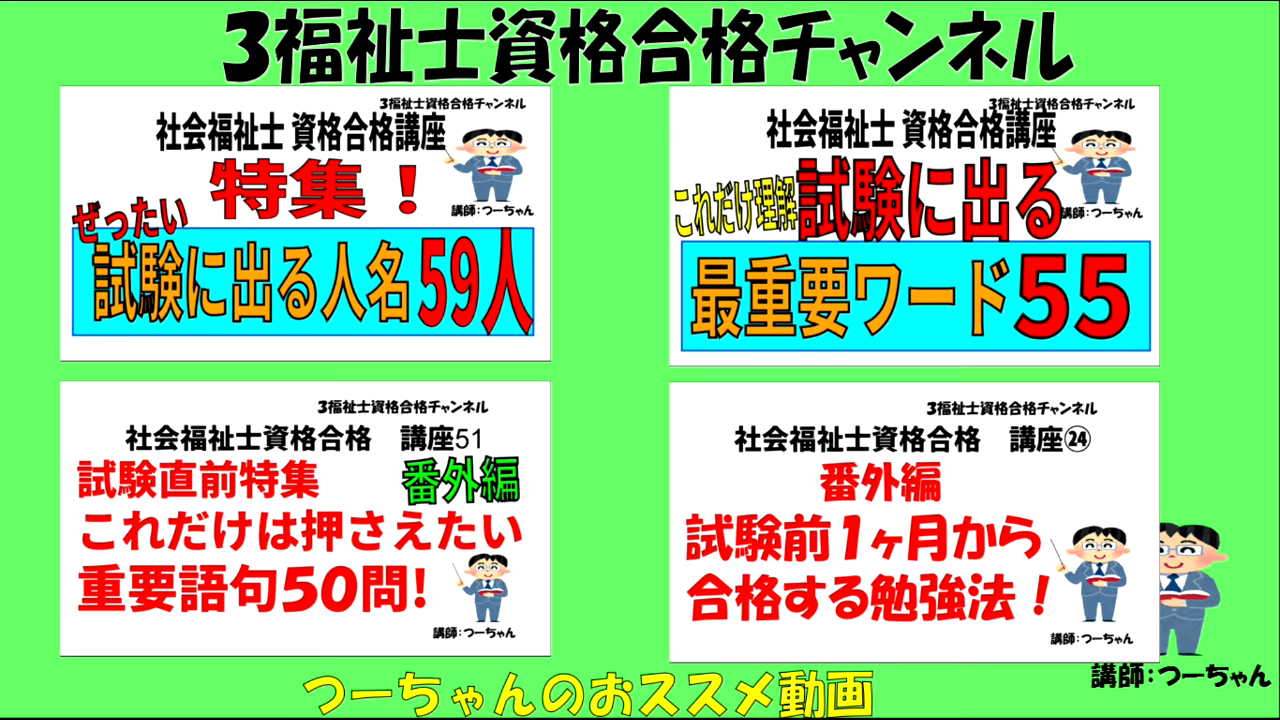 3福祉士資格合格チャンネル
3福祉士資格合格チャンネル
社会福祉士 資格合格講座
特集！
ぜったい
講師：つーちゃん
試験に出る人名59人
3福祉士資格合格チャンネル
社会福祉士 資格合格講座
これだけ理解試験に出る
講師：つーちゃん
最重要ワード55
3福祉士資格合格チャンネル
社会福祉士資格合格　講座51
試験直前特集　番外編
これだけは押さえたい
重要語句50問!
講師：つーちゃん
3福祉士資格合格チャンネル
社会福祉士資格合格　講座㉔
番外編
試験前1ヶ月から
合格する勉強法！
講師：つーちゃん
講師：つーちゃん
つーちゃんのおススメ動画